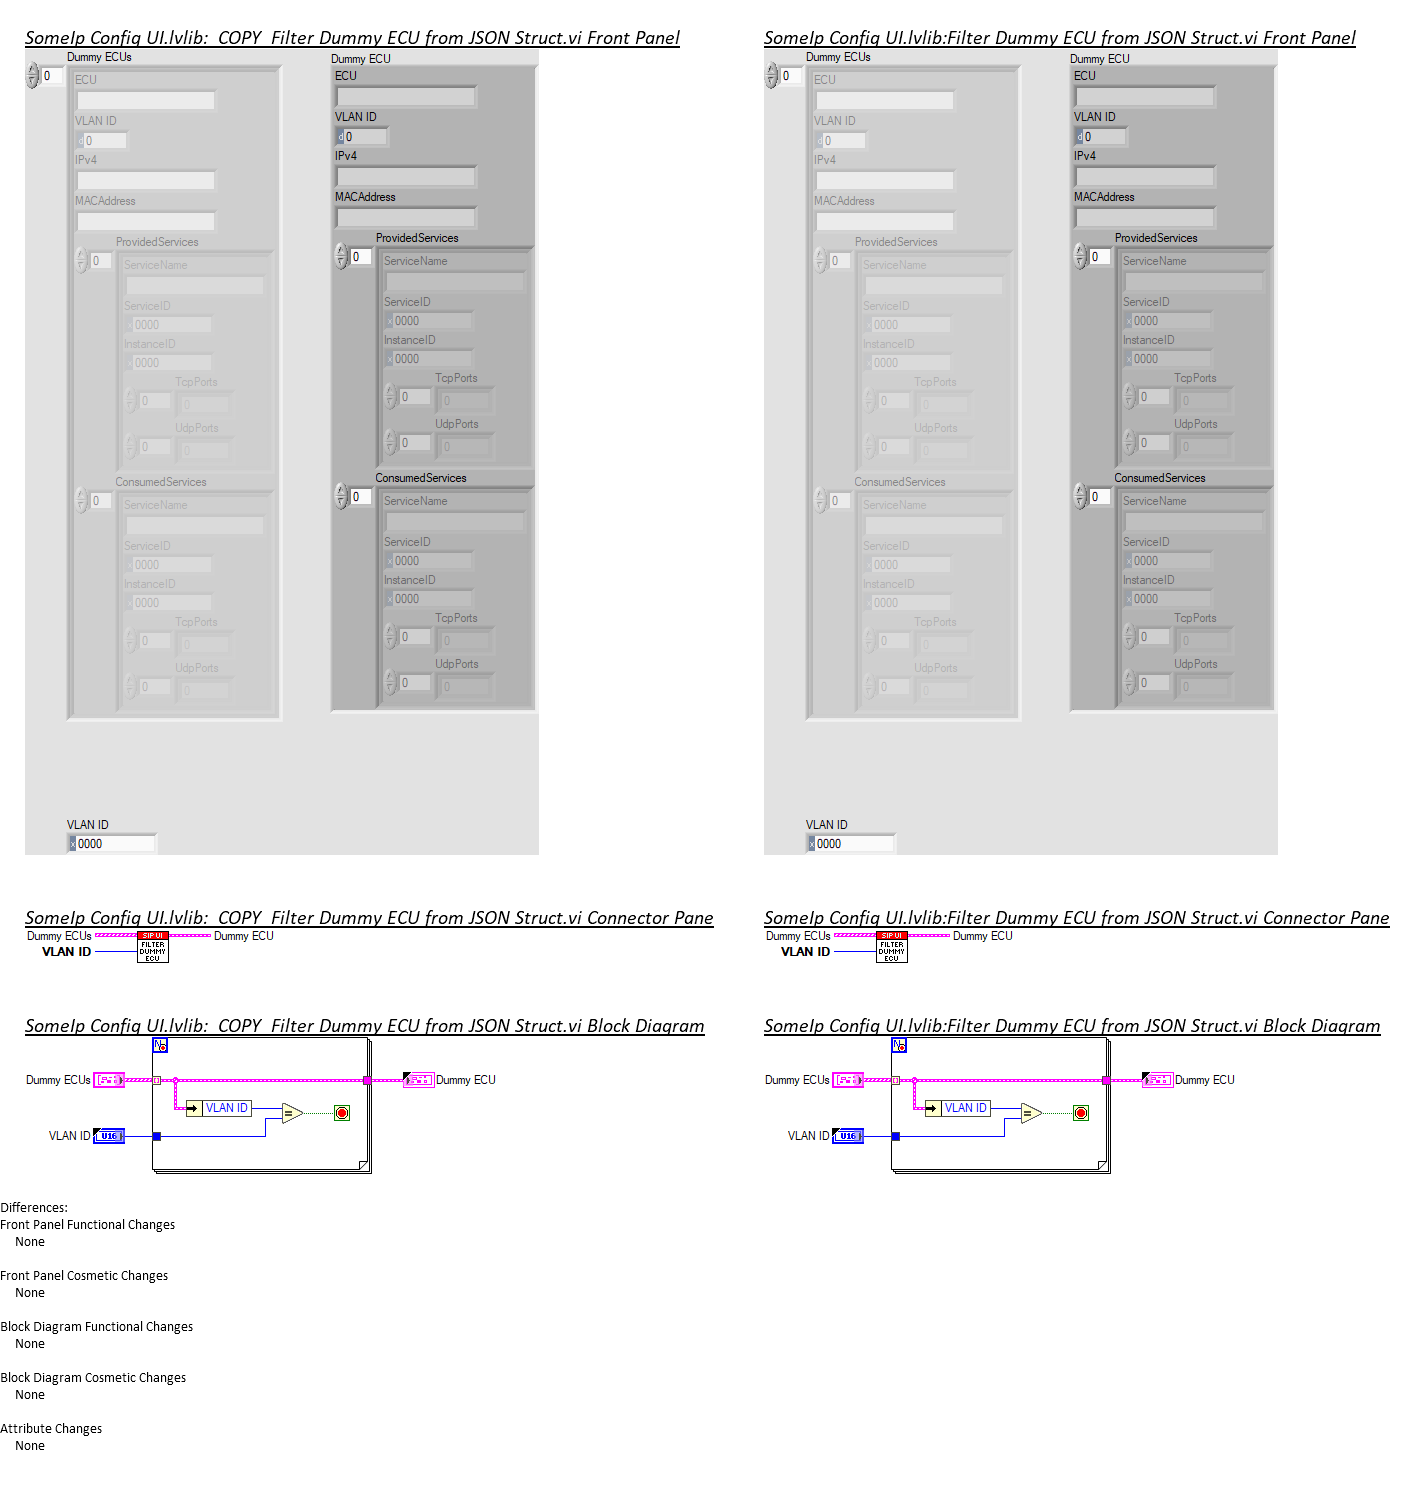 SomeIp Config UI.lvlib:  COPY  Filter Dummy ECU from JSON Struct.vi Front Panel
Dummy ECUs
0
ECU
VLAN ID
d 0
IPv4
MACAddress
ProvidedServices
0
ServiceName
ServiceID
x 0000
InstanceID
x 0000
TcpPorts
0
0
UdpPorts
0
0
ConsumedServices
0
ServiceName
ServiceID
x 0000
InstanceID
x 0000
TcpPorts
0
0
UdpPorts
0
0
Dummy ECU
ECU
VLAN ID
d 0
IPv4
MACAddress
ProvidedServices
0
ServiceName
ServiceID
x 0000
InstanceID
x 0000
TcpPorts
0
0
UdpPorts
0
0
ConsumedServices
0
ServiceName
ServiceID
x 0000
InstanceID
x 0000
TcpPorts
0
0
UdpPorts
0
0
VLAN ID
x 0000
SomeIp Config UI.lvlib:Filter Dummy ECU from JSON Struct.vi Front Panel
Dummy ECUs
0
ECU
VLAN ID
d 0
IPv4
MACAddress
ProvidedServices
0
ServiceName
ServiceID
x 0000
InstanceID
x 0000
TcpPorts
0
0
UdpPorts
0
0
ConsumedServices
0
ServiceName
ServiceID
x 0000
InstanceID
x 0000
TcpPorts
0
0
UdpPorts
0
0
Dummy ECU
ECU
VLAN ID
d 0
IPv4
MACAddress
ProvidedServices
0
ServiceName
ServiceID
x 0000
InstanceID
x 0000
TcpPorts
0
0
UdpPorts
0
0
ConsumedServices
0
ServiceName
ServiceID
x 0000
InstanceID
x 0000
TcpPorts
0
0
UdpPorts
0
0
VLAN ID
x 0000
SomeIp Config UI.lvlib:  COPY  Filter Dummy ECU from JSON Struct.vi Connector Pane
Dummy ECUs
VLAN ID
SIP UI
FILTER
DUMMY
ECU
Dummy ECU
SomeIp Config UI.lvlib:Filter Dummy ECU from JSON Struct.vi Connector Pane
Dummy ECUs
VLAN ID
SIP UI
FILTER
DUMMY
ECU
Dummy ECU
SomeIp Config UI.lvlib:  COPY  Filter Dummy ECU from JSON Struct.vi Block Diagram
N
Dummy ECUs
Dummy ECU
VLAN ID
=
VLAN ID
U16
SomeIp Config UI.lvlib:Filter Dummy ECU from JSON Struct.vi Block Diagram
N
Dummy ECUs
Dummy ECU
VLAN ID
=
VLAN ID
U16
Differences:
Front Panel Functional Changes
None
Front Panel Cosmetic Changes
None
Block Diagram Functional Changes
None
Block Diagram Cosmetic Changes
None
Attribute Changes
None